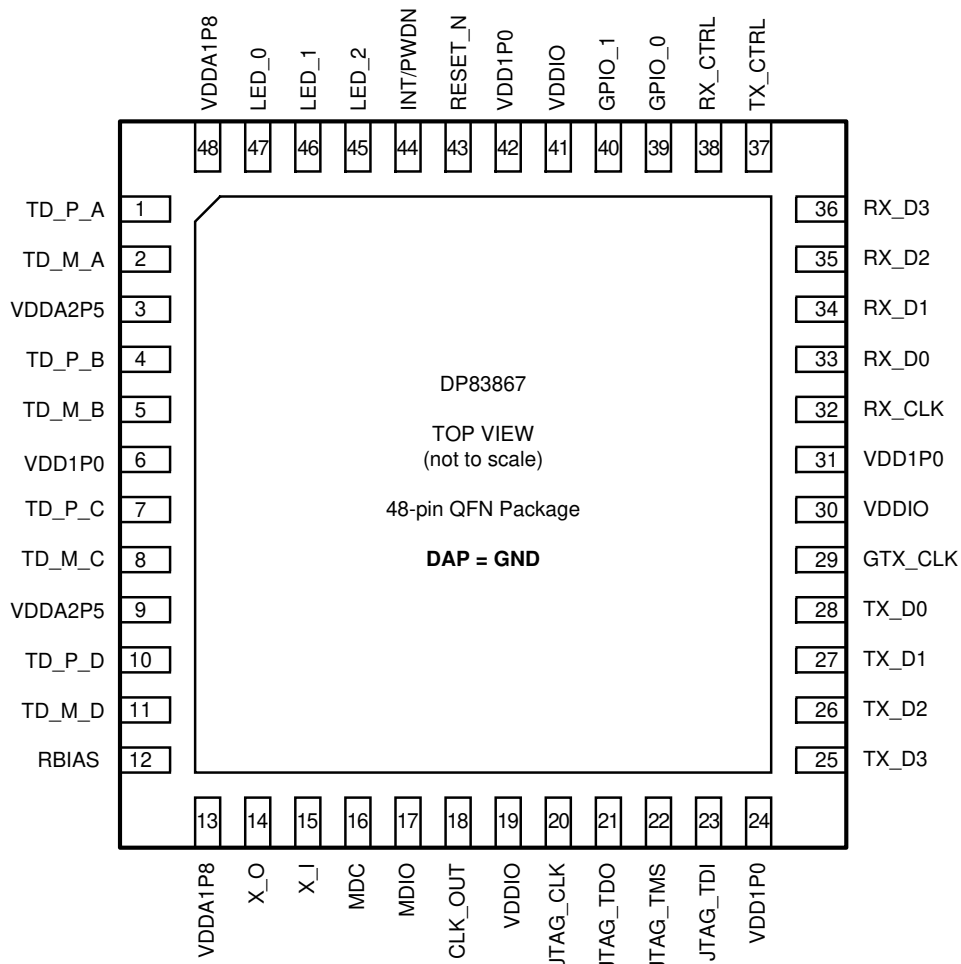 VDDA1P8
LED_0
LED_1
LED_2
INT/PWDN
RESET_N
VDD1P0
VDDIO
GPIO_1
GPIO_0
RX_CTRL
TX_CTRL
48 47 46 45 44 43 42 41 40 39 38 37
TD_P_A 1
36 RX_D3
TD_M_A 2
35 RX_D2
VDDA2P5 3
34 RX_D1
TD_P_B 4
33 RX_D0
TD_M_B 5
32 RX_CLK
VDD1P0 6
31 VDD1P0
TD_P_C 7
30 VDDIO
TD_M_C 8
29 GTX_CLK
VDDA2P5 9
28 TX_D0
TD_P_D 10
27 TX_D1
TD_M_D 11
26 TX_D2
RBIAS 12
25 TX_D3
DP83867
TOP VIEW
(not to scale)
48-pin QFN Package
DAP = GND
13 14 15 16 17 18 19 20 21 22 23 24
VDDA1P8
X_O
X_I
MDC
MDIO
CLK_OUT
VDDIO
JTAG_CLK
JTAG_TDO
JTAG_TMS
JTAG_TDI
VDD1P0